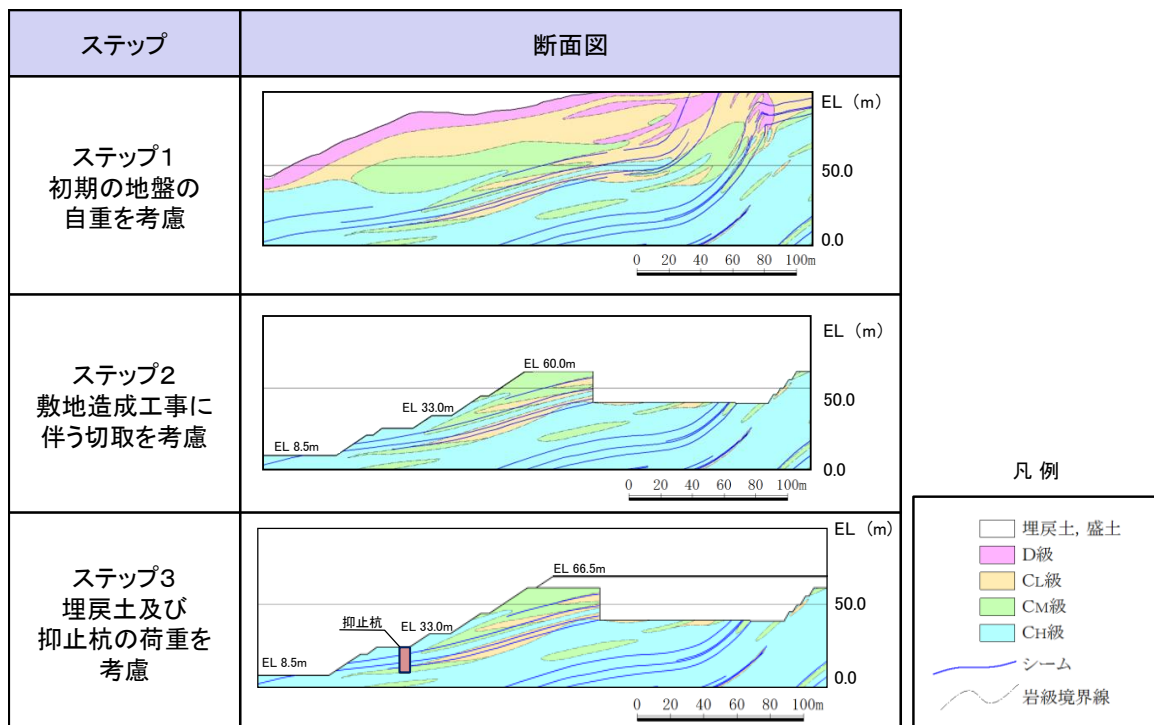 ステップ
断面図
ステップ1
初期の地盤の
自重を考慮
EL (m)
50.0
0.0
0 20 40 60 80 100m
ステップ2
敷地造成工事に
伴う切取を考慮
EL (m)
EL 60.0m
50.0
EL 33.0m
EL 8.5m
0.0
0 20 40 60 80 100m
ステップ3
埋戻土及び
抑止杭の荷重を
考慮
EL (m)
EL 66.5m
50.0
抑止杭
EL 33.0m
EL 8.5m
0.0
0 20 40 60 80 100m
凡 例
埋戻土, 盛土
D級
CL級
CM級
CH級
シーム
岩級境界線